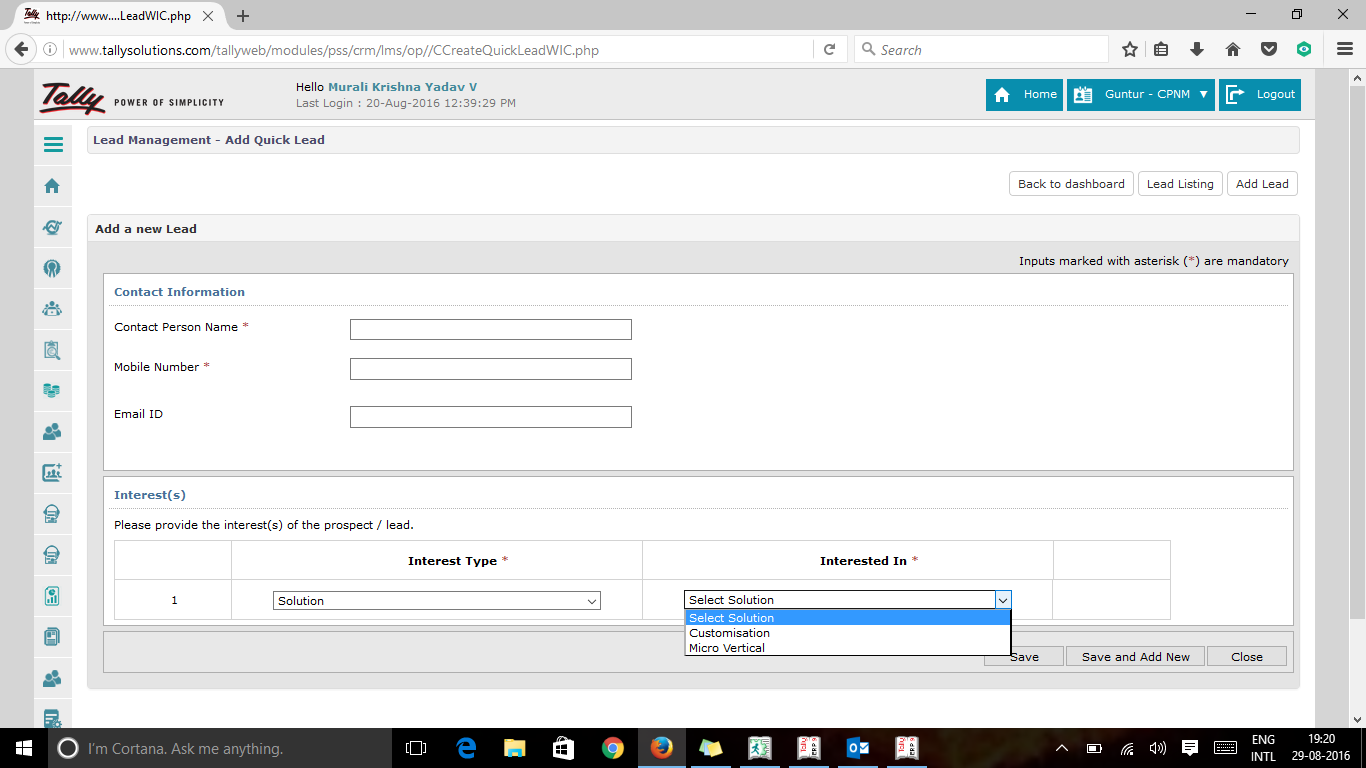 http://www....LeadWIC.php
www.tallysolutions.com/tallyweb/modules/pss/crm/lms/op//CCreateQuickLeadWIC.php
Search
Tally POWER OF SIMPLICITY
Hello Murali Krishna Yadav V
Last Login : 20-Aug-2016 12:39:29 PM
Home
Guntur - CPNM
Logout
Lead Management - Add Quick Lead
Back to dashboard
Lead Listing
Add Lead
Add a new Lead
Inputs marked with asterisk (*) are mandatory
Contact Information
Contact Person Name *
Mobile Number *
Email ID
Interest(s)
Please provide the interest(s) of the prospect / lead.
Interest Type *
Interested In *
1
Solution
Select Solution
Select Solution
Customisation
Micro Vertical
Save
Save and Add New
Close
I'm Cortana. Ask me anything.
ENG
INTL
19:20
29-08-2016